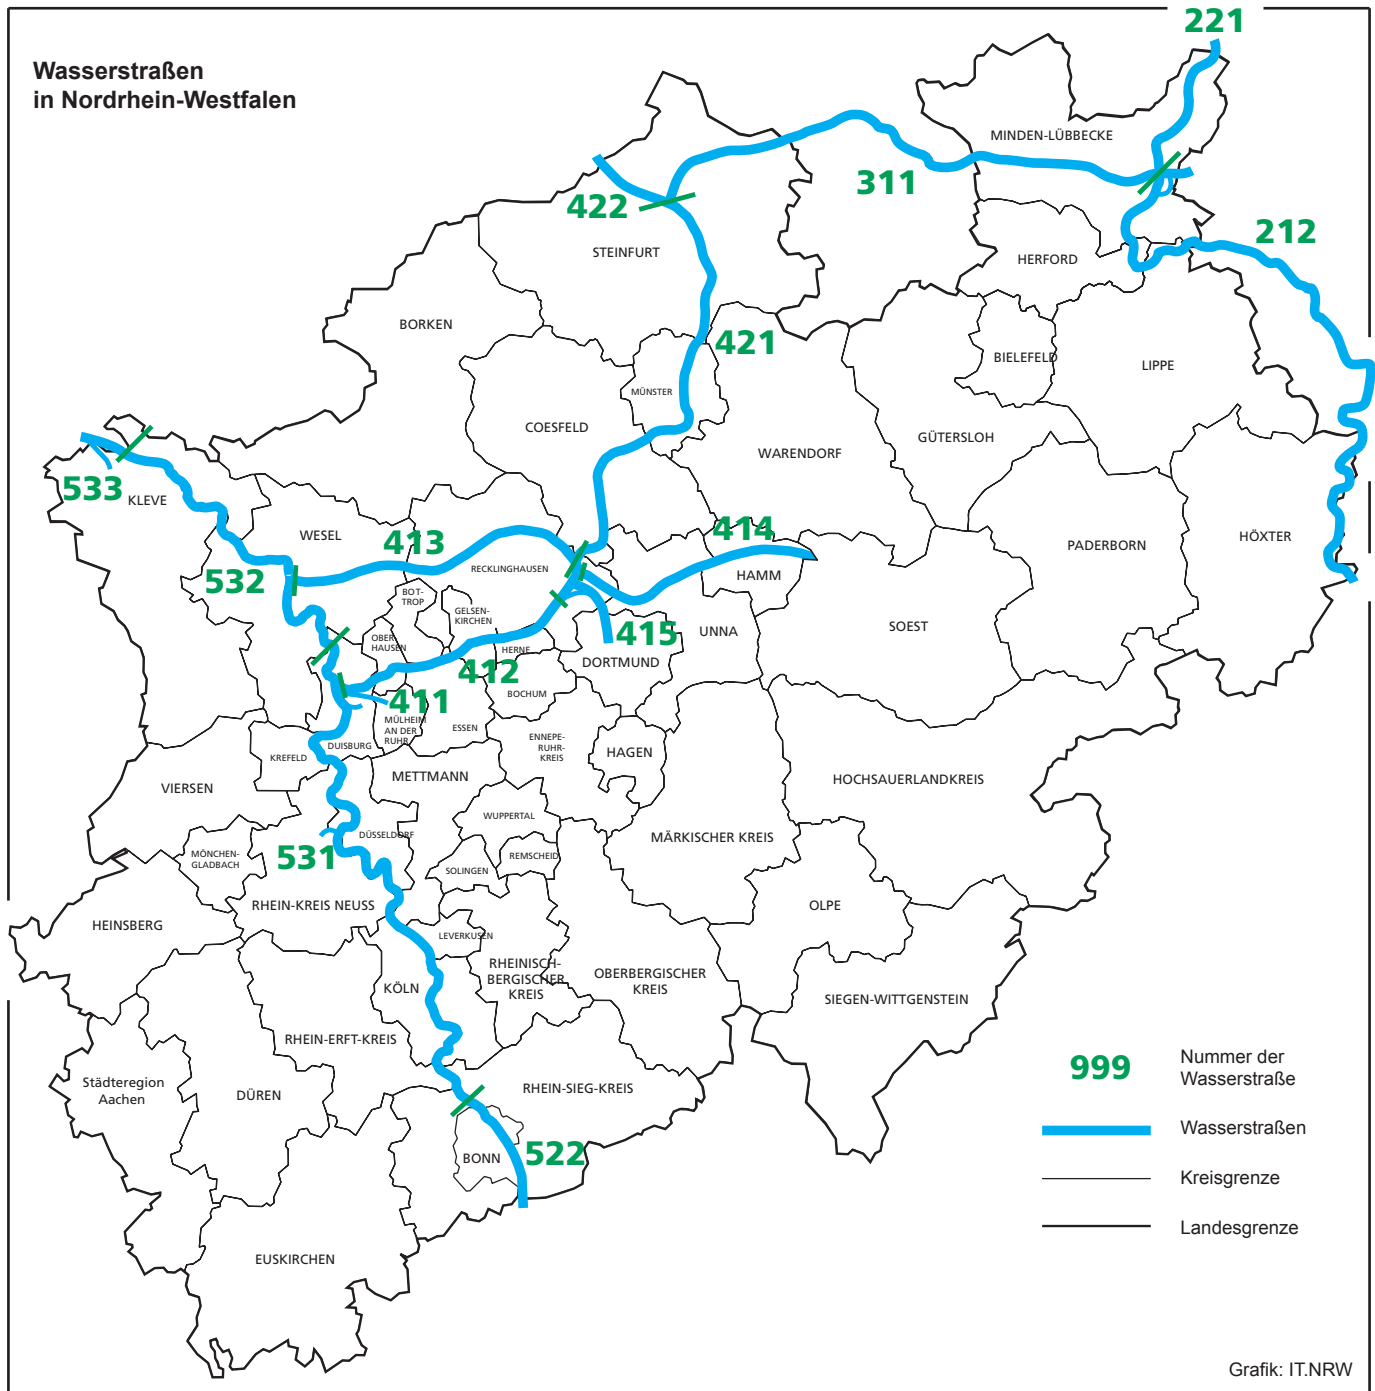 221
Wasserstraßen
in Nordrhein-Westfalen
MINDEN-LÜBBECKE
311
422
212
STEINFURT
HERFORD
BORKEN
421
BIELEFELD
LIPPE
MÜNSTER
COESFELD
GÜTERSLOH
WARENDORF
533
KLEVE
414
WESEL
413
HÖXTER
PADERBORN
RECKLINGHAUSEN
HAMM
532
BOT-
TROP
GELSEN-
KIRCHEN
SOEST
415
UNNA
OBER-
HAUSEN
HERNE
DORTMUND
412
411
BOCHUM
MÜLHEIM
AN DER
RUHR
ESSEN
DUISBURG
ENNEPE-
RUHR-
KREIS
HAGEN
KREFELD
METTMANN
HOCHSAUERLANDKREIS
VIERSEN
WUPPERTAL
DÜSSELDORF
MÄRKISCHER KREIS
531
MÖNCHEN-
GLADBACH
REMSCHEID
SOLINGEN
RHEIN-KREIS NEUSS
OLPE
HEINSBERG
LEVERKUSEN
RHEINISCH-
BERGISCHER
KREIS
OBERBERGISCHER
KREIS
KÖLN
SIEGEN-WITTGENSTEIN
RHEIN-ERFT-KREIS
Städteregion
Aachen
DÜREN
RHEIN-SIEG-KREIS
999
Nummer der
Wasserstraße
Wasserstraßen
522
BONN
Kreisgrenze
Landesgrenze
EUSKIRCHEN
Grafik: IT.NRW